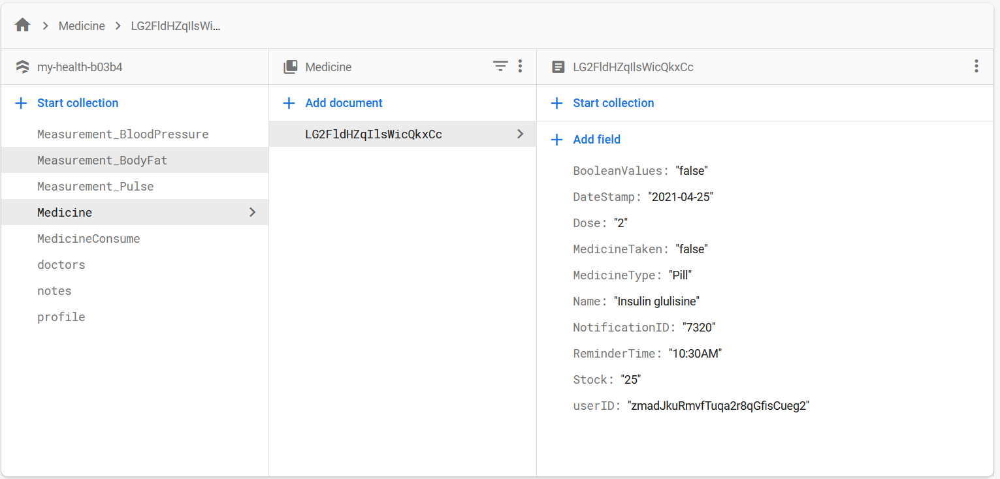 Medicine > LG2FldHZqIlsWi...
my-health-b03b4
Start collection
Measurement_BloodPressure
Measurement_BodyFat
Measurement_Pulse
Medicine
MedicineConsume
doctors
notes
profile
Medicine
Add document
LG2FldHZqIlsWicQkxCc
LG2FldHZqIlsWicQkxCc
Start collection
Add field
BooleanValues: "false"
DateStamp: "2021-04-25"
Dose: "2"
MedicineTaken: "false"
MedicineType: "Pill"
Name: "Insulin glulisine"
NotificationID: "7320"
ReminderTime: "10:30AM"
Stock: "25"
userID: "zmadJkuRmvfTuqa2r8qGfisCueg2"